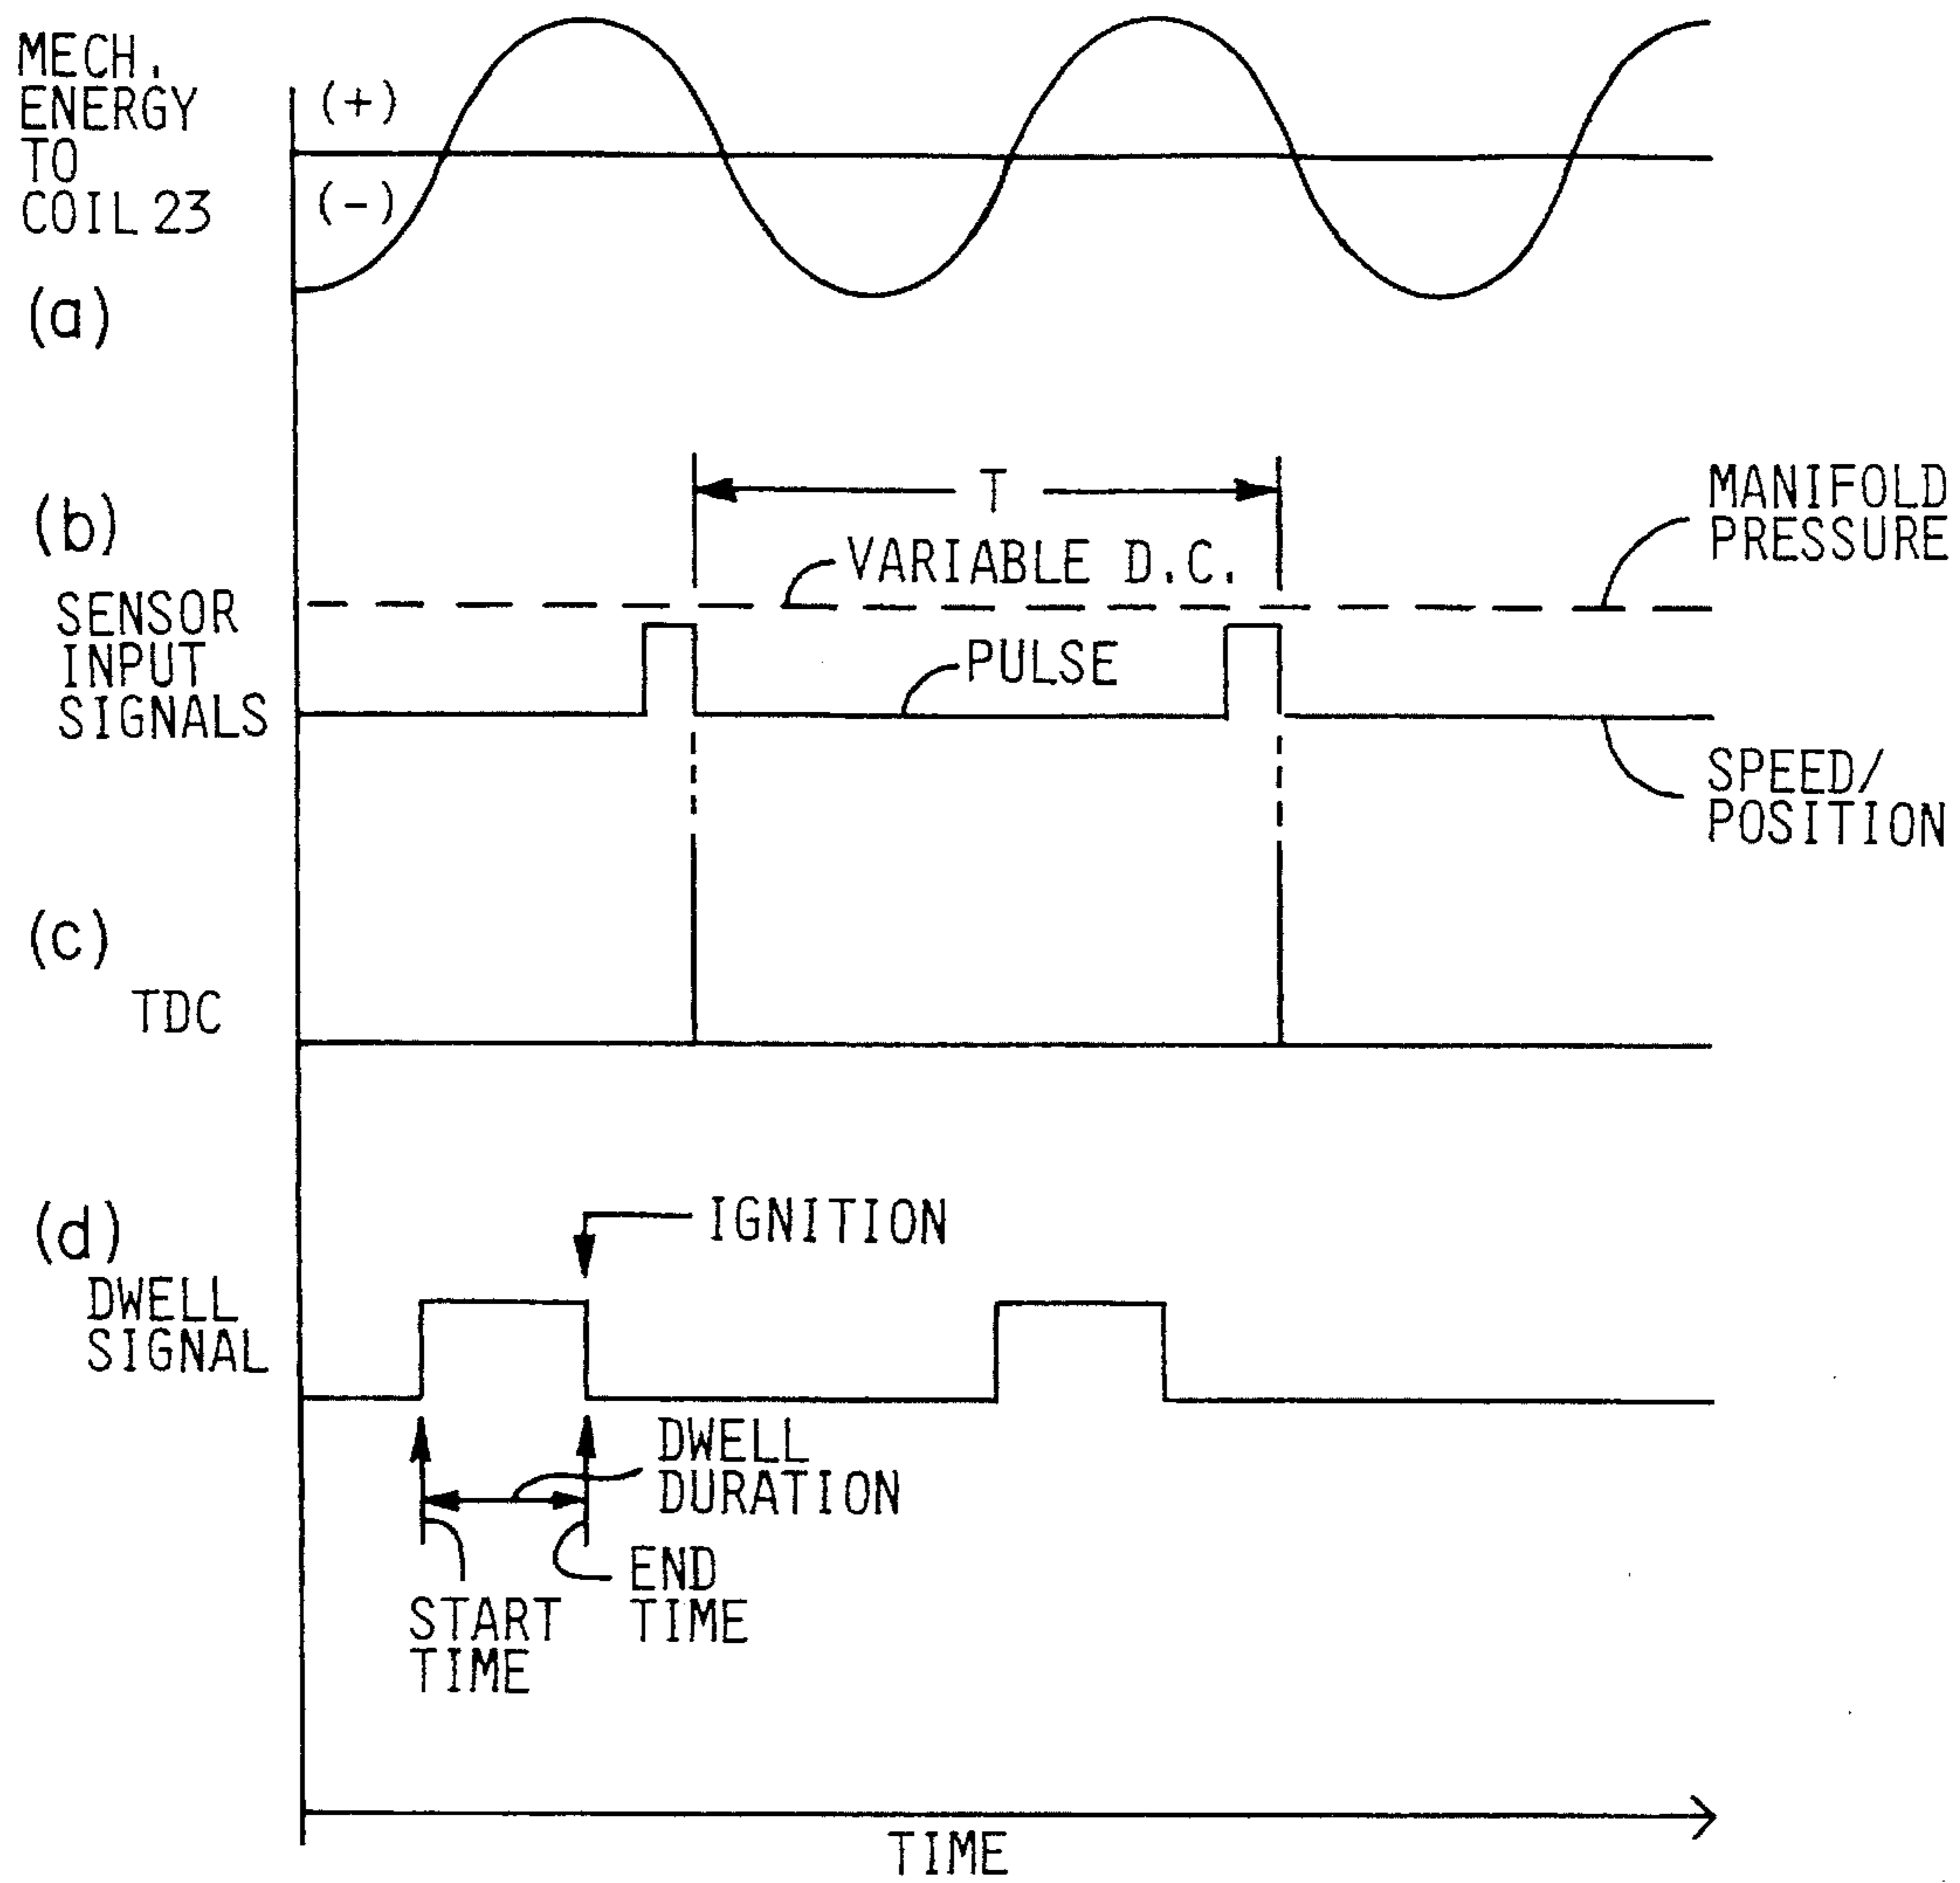 MECH.
ENERGY
TO
COIL 23
(+)
(-)
(a)
(b)
SENSOR
INPUT
SIGNALS
T
VARIABLE D.C.
PULSE
MANIFOLD
PRESSURE
SPEED/
POSITION
(c)
TDC
(d)
DWELL
SIGNAL
IGNITION
DWELL
DURATION
START
TIME
END
TIME
TIME